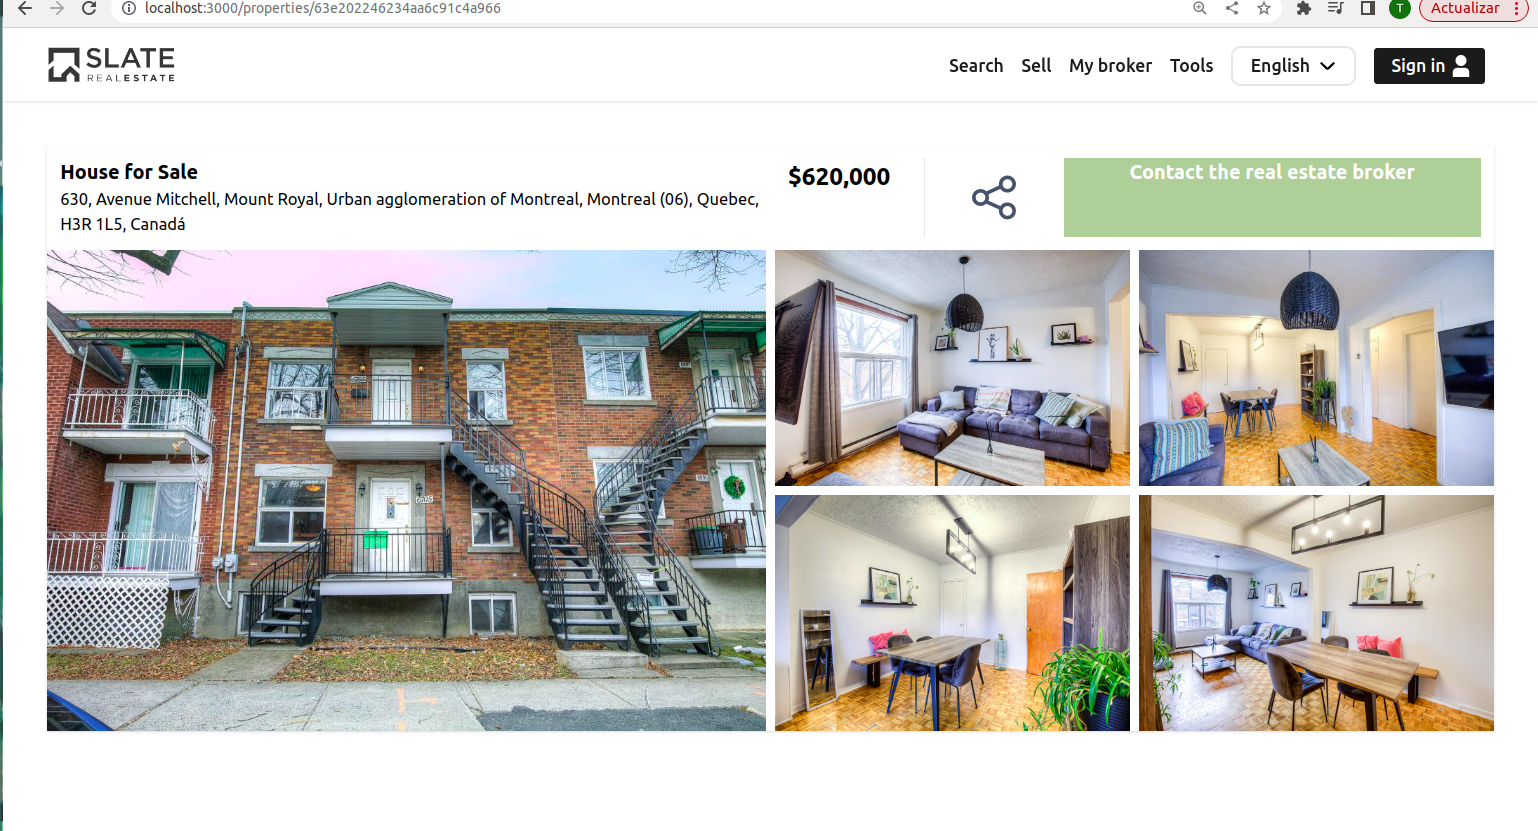 localhost:3000/properties/63e202246234aa6c91c4a966
T
Actualizar
SLATE
REALESTATE
Search Sell My broker Tools English Sign in
House for Sale
630, Avenue Mitchell, Mount Royal, Urban agglomeration of Montreal, Montreal (06), Quebec,
H3R 1L5, Canadá
$620,000
Contact the real estate broker